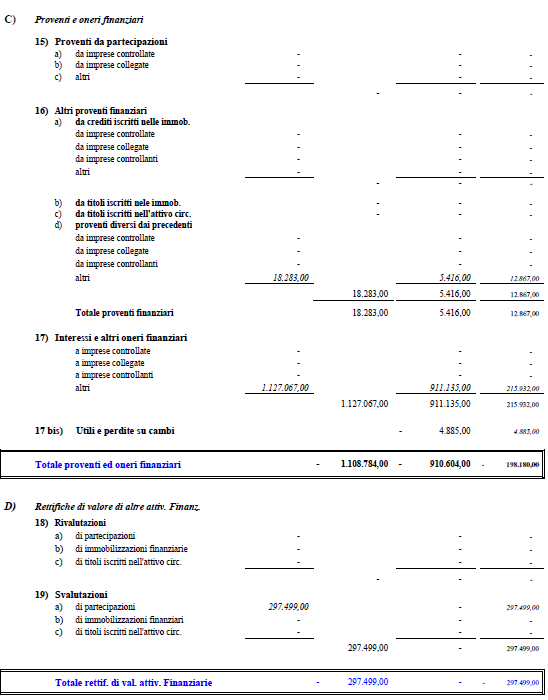 C) Proventi e oneri finanziari
15) Proventi da partecipazioni
a) da imprese controllate - - -
b) da imprese collegate - - -
c) altri - - -
- - -
16) Altri proventi finanziari
a) da crediti iscritti nelle immob.
da imprese controllate - - -
da imprese collegate - - -
da imprese controllanti - - -
altri - - -
- - -
b) da titoli iscritti nele immob. - - -
c) da titoli iscritti nell'attivo circ. - - -
d) proventi diversi dai precedenti
da imprese controllate - - -
da imprese collegate - - -
da imprese controllanti - - -
altri 18.283,00 5.416,00 12.867,00
18.283,00 5.416,00 12.867,00
Totale proventi finanziari 18.283,00 5.416,00 12.867,00
17) Interessi e altri oneri finanziari
a imprese controllate - - -
a imprese collegate - - -
a imprese controllanti - - -
altri 1.127.067,00 911.135,00 215.932,00
1.127.067,00 911.135,00 215.932,00
17 bis) Utili e perdite su cambi - 4.885,00 4.885,00
Totale proventi ed oneri finanziari - 1.108.784,00 - 910.604,00 - 198.180,00
D) Rettifiche di valore di altre attiv. Finanz.
18) Rivalutazioni
a) di partecipazioni - - -
b) di immobilizzazioni finanziarie - - -
c) di titoli iscritti nell'attivo circ. - - -
- - -
19) Svalutazioni
a) di partecipazioni 297.499,00 - 297.499,00
b) di immobilizzazioni finanziari - - -
c) di titoli iscritti nell'attivo circ. - - -
297.499,00 - 297.499,00
Totale rettif. di val. attiv. Finanziarie - 297.499,00 - - 297.499,00